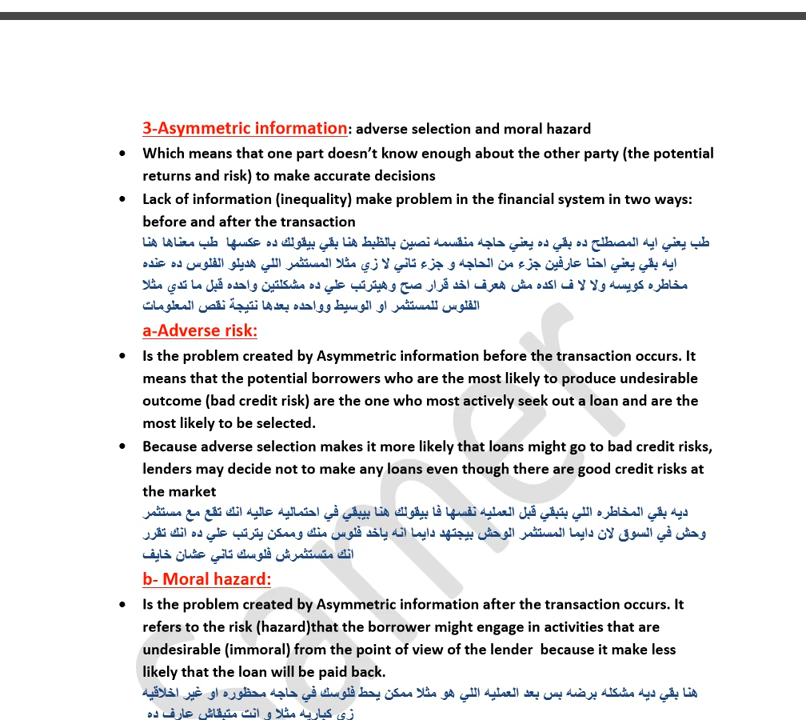 3-Asymmetric information: adverse selection and moral hazard
• Which means that one part doesn't know enough about the other party (the potential
returns and risk) to make accurate decisions
• Lack of information (inequality) make problem in the financial system in two ways:
before and after the transaction
طب يعني ايه المصطلح ده بقي ده يعني حاجه منقسمه نصين بالظبط هنا بقي بيقولك ده عكسها طب معناها هنا
ايه بقي يعني احنا عارفين جزء من الحاجه و جزء تاني لا زي مثلا المستثمر اللي هديلو الفلوس ده عنده
مخاطره كويسه ولا لا ف اكده مش هعرف اخد قرار صح وهيترتب علي ده مشكلتين واحده قبل ما تدي مثلا
الفلوس للمستثمر او الوسيط وواحده بعدها نتيجة نقص المعلومات
a-Adverse risk:
• Is the problem created by Asymmetric information before the transaction occurs. It
means that the potential borrowers who are the most likely to produce undesirable
outcome (bad credit risk) are the one who most actively seek out a loan and are the
most likely to be selected.
• Because adverse selection makes it more likely that loans might go to bad credit risks,
lenders may decide not to make any loans even though there are good credit risks at
the market
ديه بقي المخاطره اللي بتبقي قبل العمليه نفسها فا بيقولك هنا بيبقي في احتماليه عاليه انك تقع مع مستثمر
وحش في السوق لان دايما المستثمر الوحش بيجتهد دايما انه ياخد فلوس منك وممكن يترتب علي ده انك تقرر
انك متستثمرش فلوسك تاني عشان خايف
b- Moral hazard:
• Is the problem created by Asymmetric information after the transaction occurs. It
refers to the risk (hazard)that the borrower might engage in activities that are
undesirable (immoral) from the point of view of the lender because it make less
likely that the loan will be paid back.
هنا بقي ديه مشكله برضه بس بعد العمليه اللي هو مثلا ممكن يحط فلوسك في حاجه محظوره او غير اخلاقيه
زي كباريه مثلا و انت متبقاش عارف ده
samer